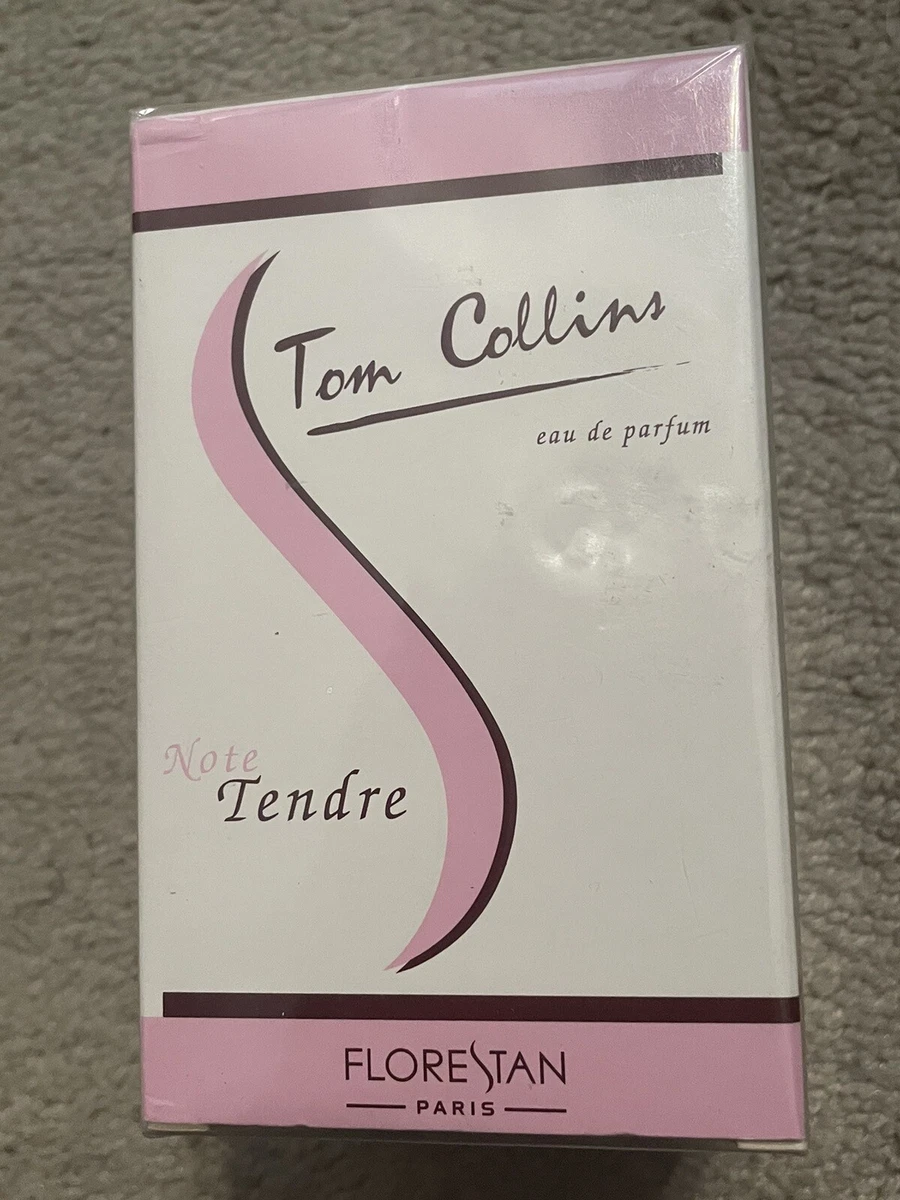 Tom Collins
eau de parfum
Note
Tendre
FLORESTAN
PARIS